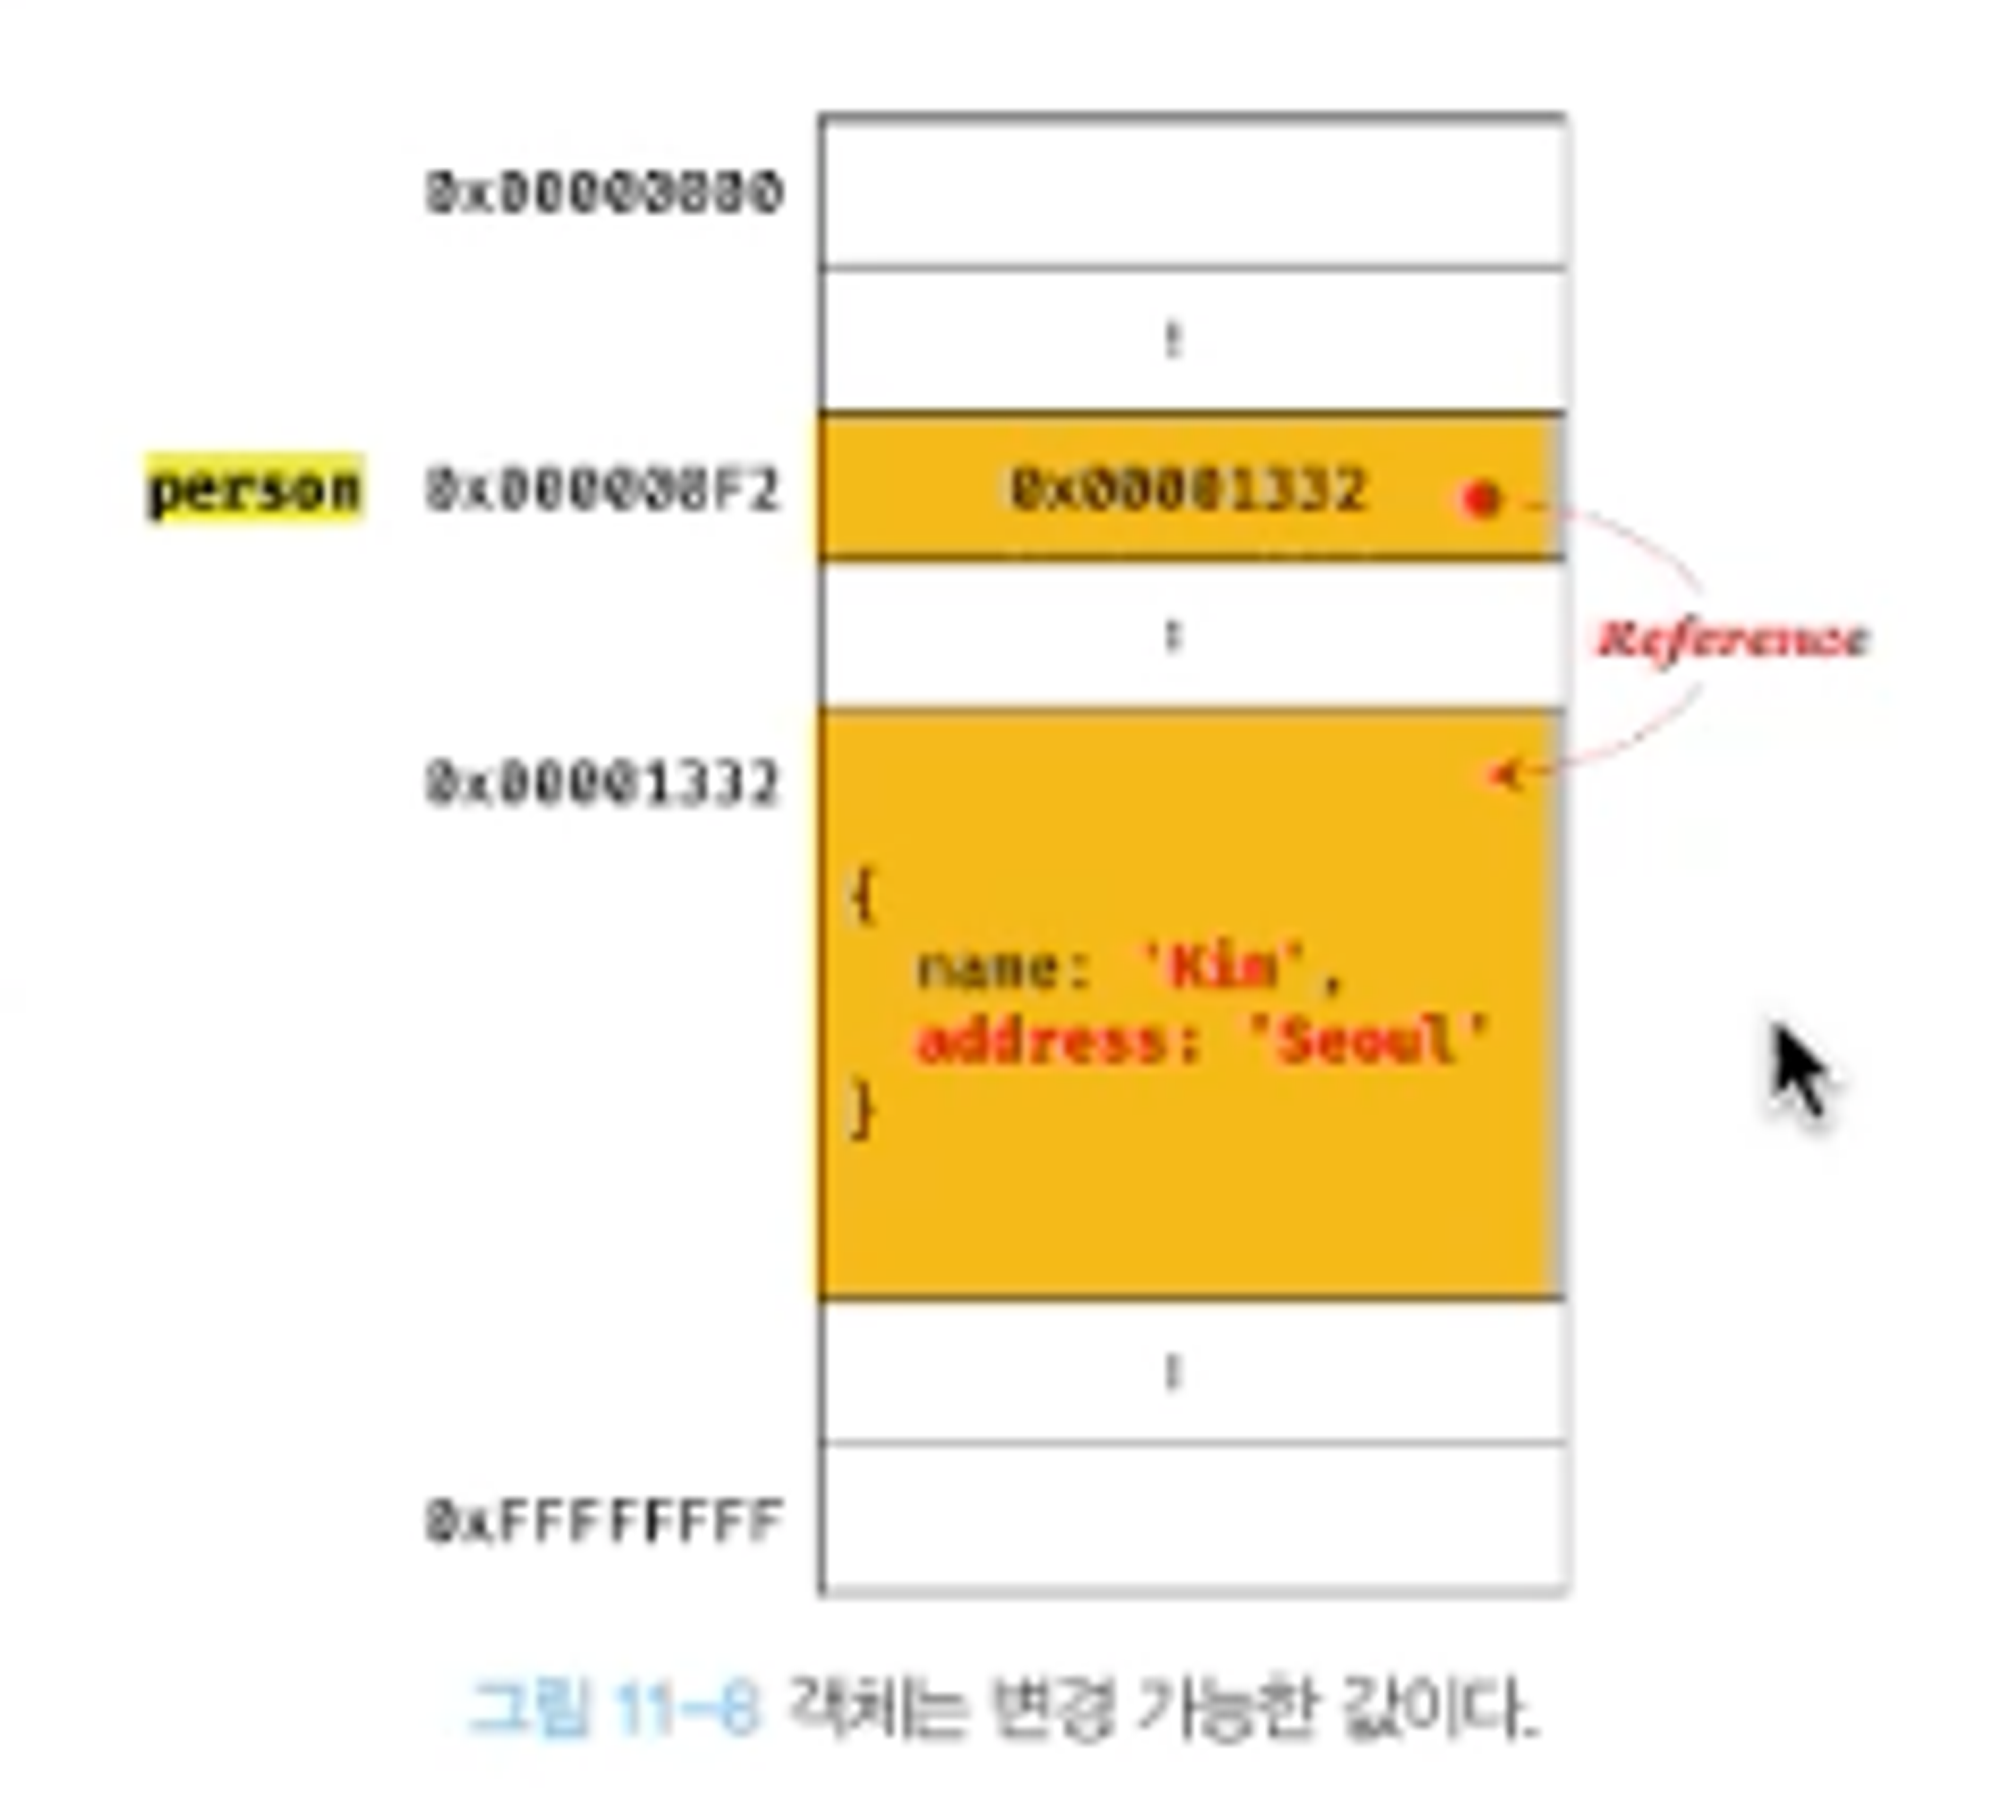 0x00000000
:
person 0x000000F2 0x00001332
Reference
:
0x00001332
{
name: 'Kim',
address: 'Seoul'
}
:
0xFFFFFFFF
그림 11-8 객체는 변경 가능한 값이다.